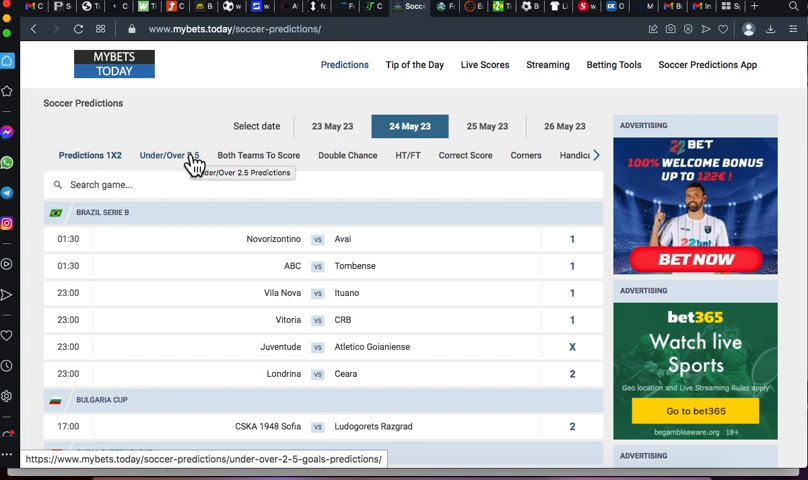 www.mybets.today/soccer-predictions/
MYBETS
TODAY
Predictions
Tip of the Day
Live Scores
Streaming
Betting Tools
Soccer Predictions App
Soccer Predictions
Select date
23 May 23
24 May 23
25 May 23
26 May 23
Predictions 1X2
Under/Over 2.5
Both Teams To Score
Double Chance
HT/FT
Correct Score
Corners
Handica
der/Over 2.5 Predictions
Search game...
BRAZIL SERIE B
01:30 Novorizontino vs Avai 1
01:30 ABC vs Tombense 1
23:00 Vila Nova vs Ituano 1
23:00 Vitoria vs CRB 1
23:00 Juventude vs Atletico Goianiense X
23:00 Londrina vs Ceara 2
BULGARIA CUP
17:00 CSKA 1948 Sofia vs Ludogorets Razgrad 2
https://www.mybets.today/soccer-predictions/under-over-2-5-goals-predictions/
ADVERTISING
22BET
100% WELCOME BONUS
UP TO 122€!
BET NOW
ADVERTISING
bet365
Watch live
Sports
Geo location and Live Streaming Rules apply
Go to bet365
begambleaware.org 18+
ADVERTISING